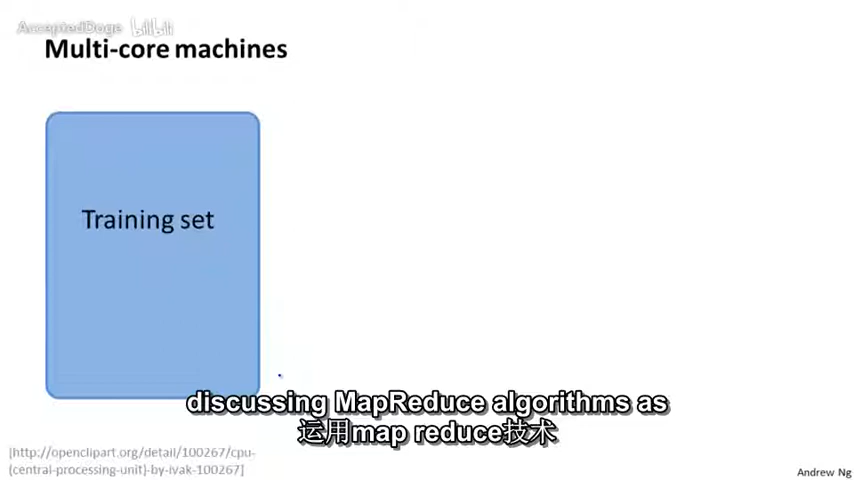 AcceptedDoge bilibili
Multi-core machines
Training set
discussing MapReduce algorithms as
运用map reduce技术
[http://openclipart.org/detail/100267/cpu-
(central-processing-unit)-by-ivak-100267]
Andrew Ng